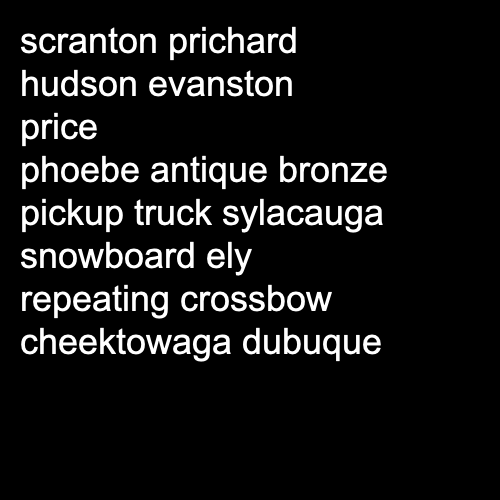 scranton prichard
hudson evanston
price
phoebe antique bronze
pickup truck sylacauga
snowboard ely
repeating crossbow
cheektowaga dubuque